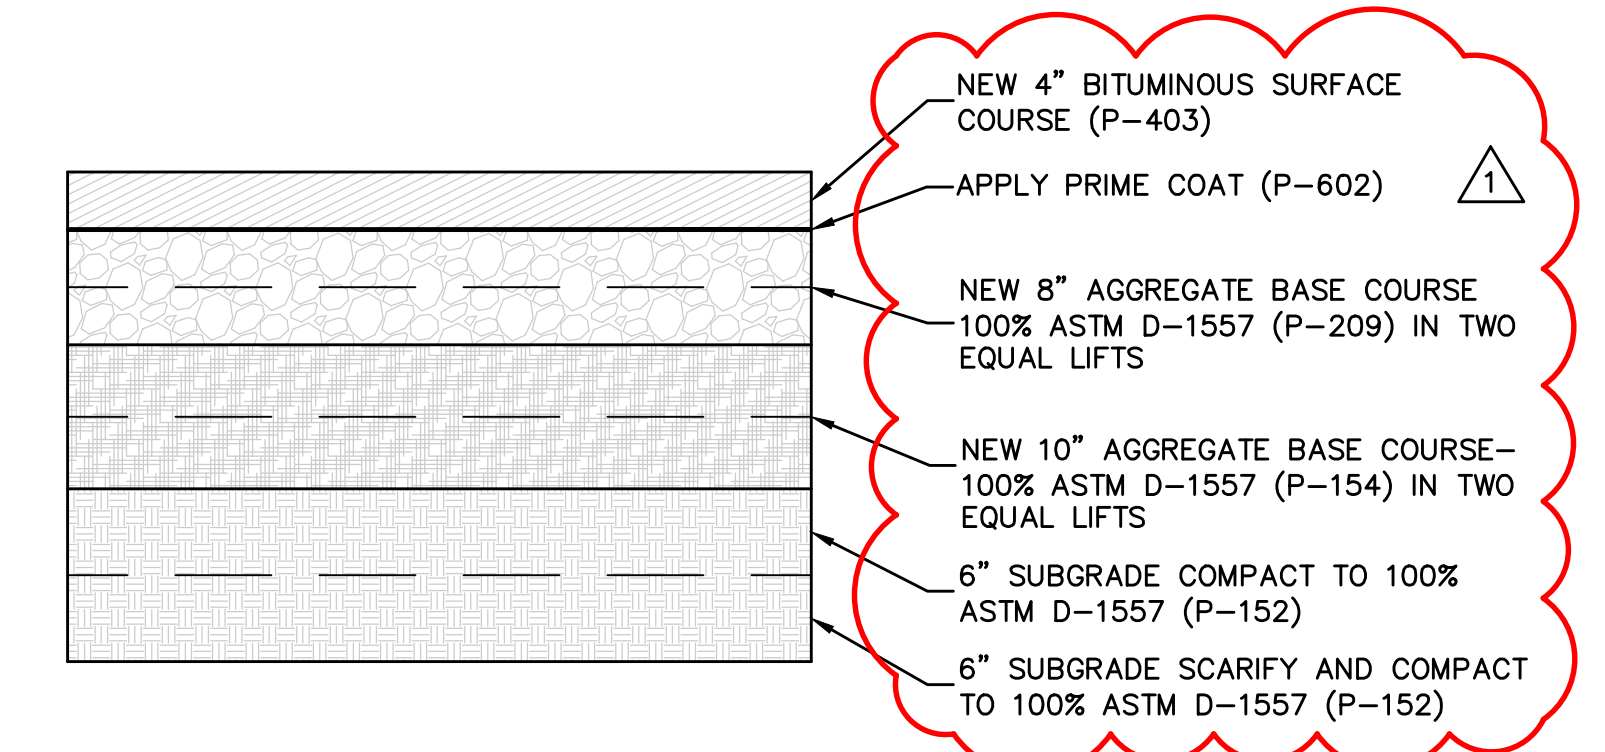 NEW 4” BITUMINOUS SURFACE
COURSE (P-403)
APPLY PRIME COAT (P-602)
1
NEW 8” AGGREGATE BASE COURSE
100% ASTM D-1557 (P-209) IN TWO
EQUAL LIFTS
NEW 10” AGGREGATE BASE COURSE-
100% ASTM D-1557 (P-154) IN TWO
EQUAL LIFTS
6” SUBGRADE COMPACT TO 100%
ASTM D-1557 (P-152)
6” SUBGRADE SCARIFY AND COMPACT
TO 100% ASTM D-1557 (P-152)